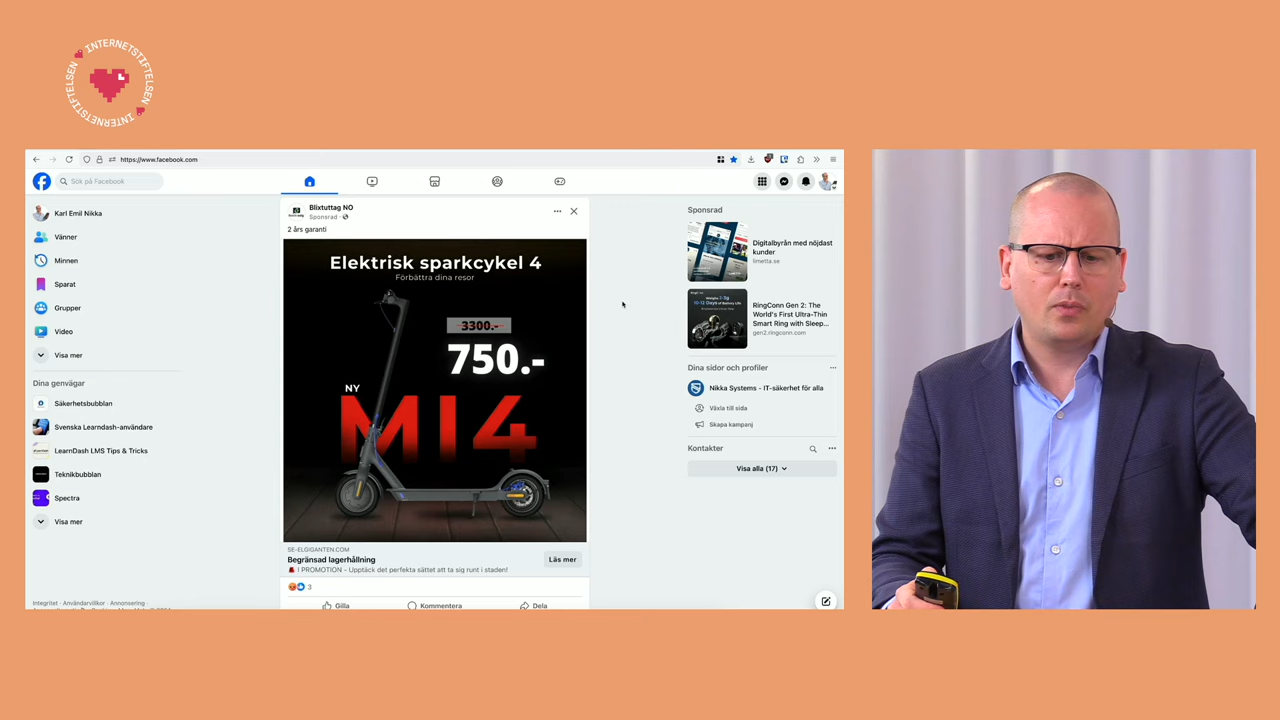 INTERNETSTIFTELSEN
INTERNETSTIFTELSEN
https://www.facebook.com
Sök på Facebook
Karl Emil Nikka
Vänner
Minnen
Sparat
Grupper
Video
Visa mer
Dina genvägar
Säkerhetsbubblan
Svenska Learndash-användare
LearnDash LMS Tips & Tricks
Teknikbubblan
Spectra
Visa mer
Integritet · Användarvillkor · Annonsering ·
Blixtuttag NO
Sponsrad ·
2 års garanti
Elektrisk sparkcykel 4
Förbättra dina resor
3300.-
750.-
NY
MI4
SE-ELGIGANTEN.COM
Begränsad lagerhållning
I PROMOTION - Upptäck det perfekta sättet att ta sig runt i staden!
Läs mer
3
Gilla
Kommentera
Dela
Sponsrad
Digitalbyrån med nöjdast
kunder
limetta.se
RingConn Gen 2: The
World's First Ultra-Thin
Smart Ring with Sleep...
gen2.ringconn.com
Dina sidor och profiler
Nikka Systems - IT-säkerhet för alla
Växla till sida
Skapa kampanj
Kontakter
Visa alla (17)